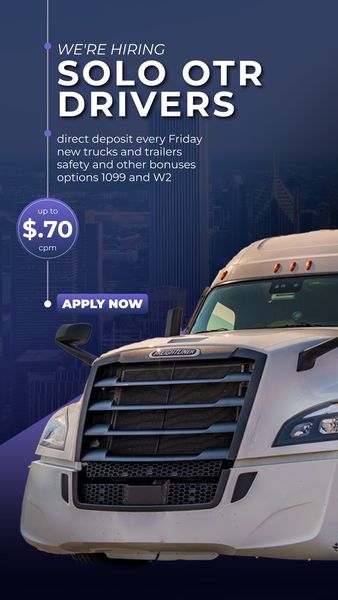 WE'RE HIRING
SOLO OTR
DRIVERS
direct deposit every Friday
new trucks and trailers
safety and other bonuses
options 1099 and W2
up to
$.70
cpm
APPLY NOW
FREIGHTLINER